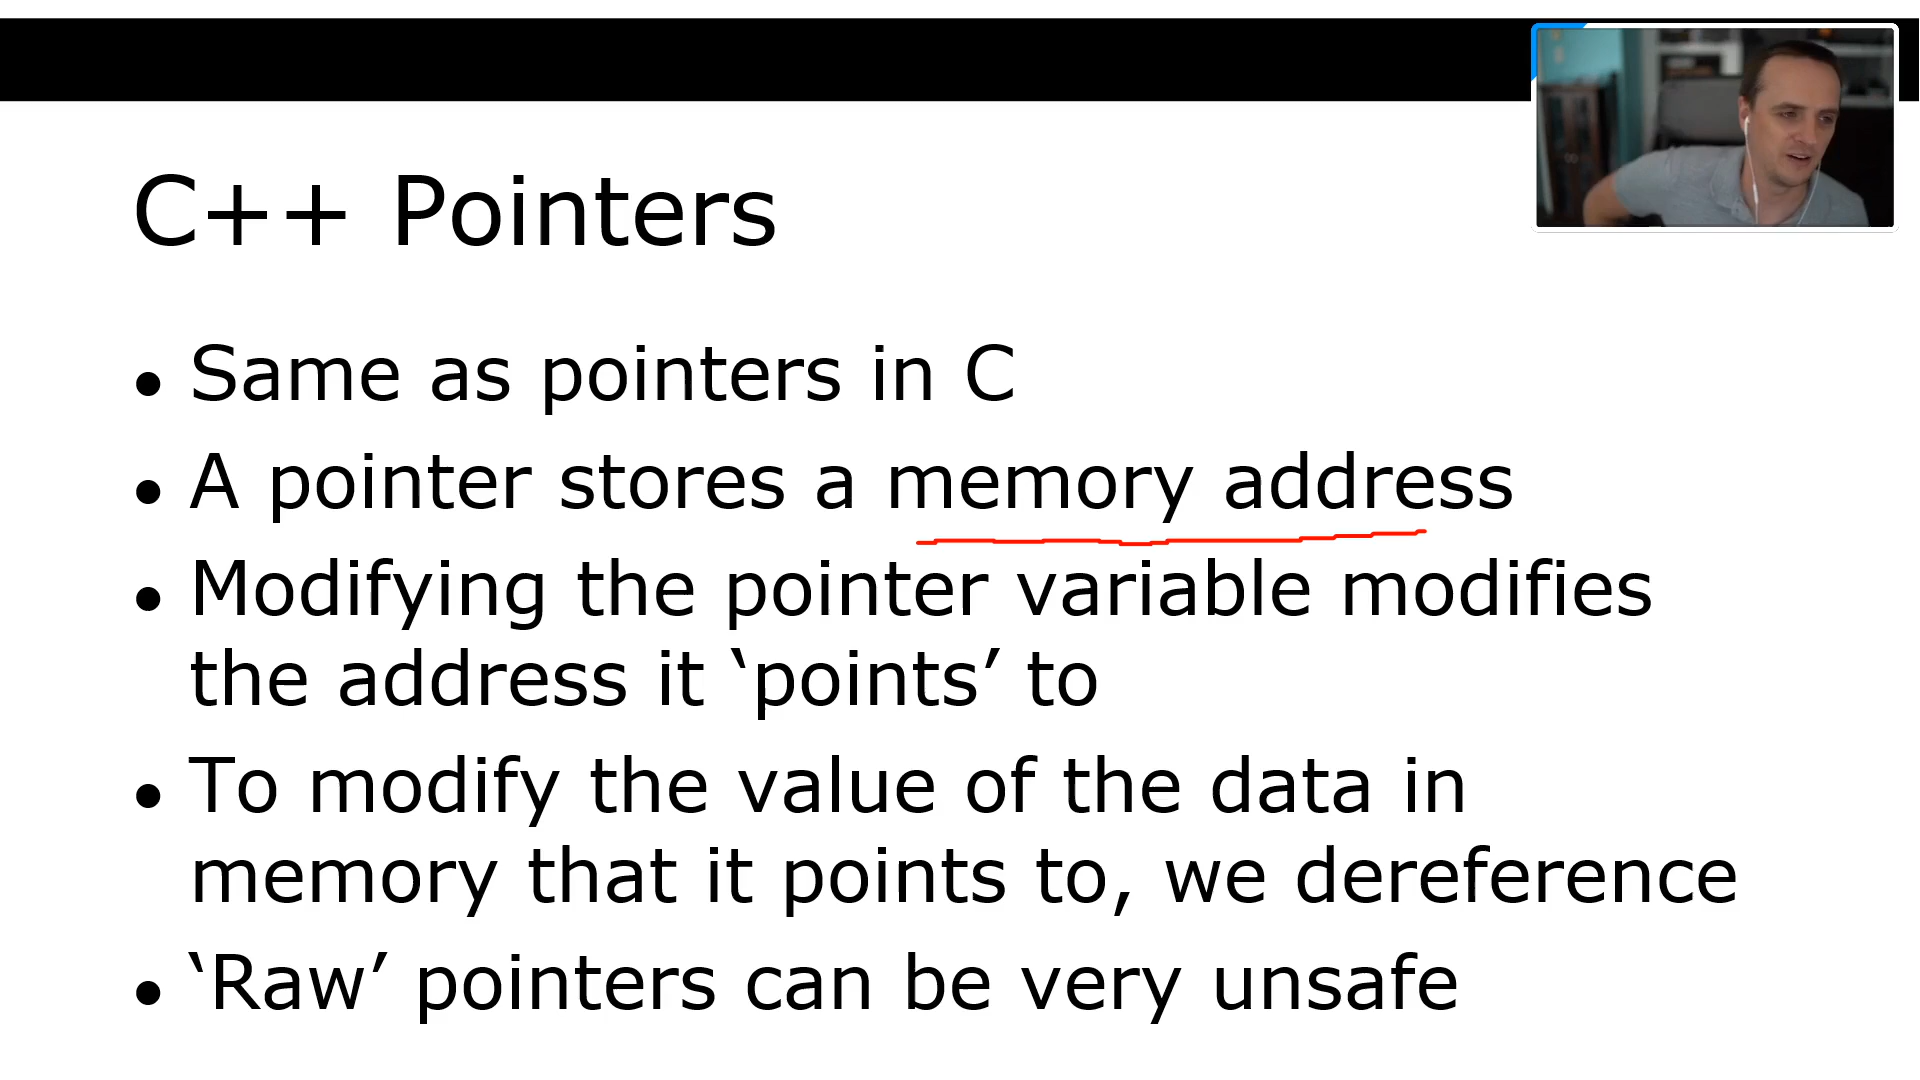 C++ Pointers
● Same as pointers in C
● A pointer stores a memory address
● Modifying the pointer variable modifies
the address it ‘points’ to
● To modify the value of the data in
memory that it points to, we dereference
● ‘Raw’ pointers can be very unsafe